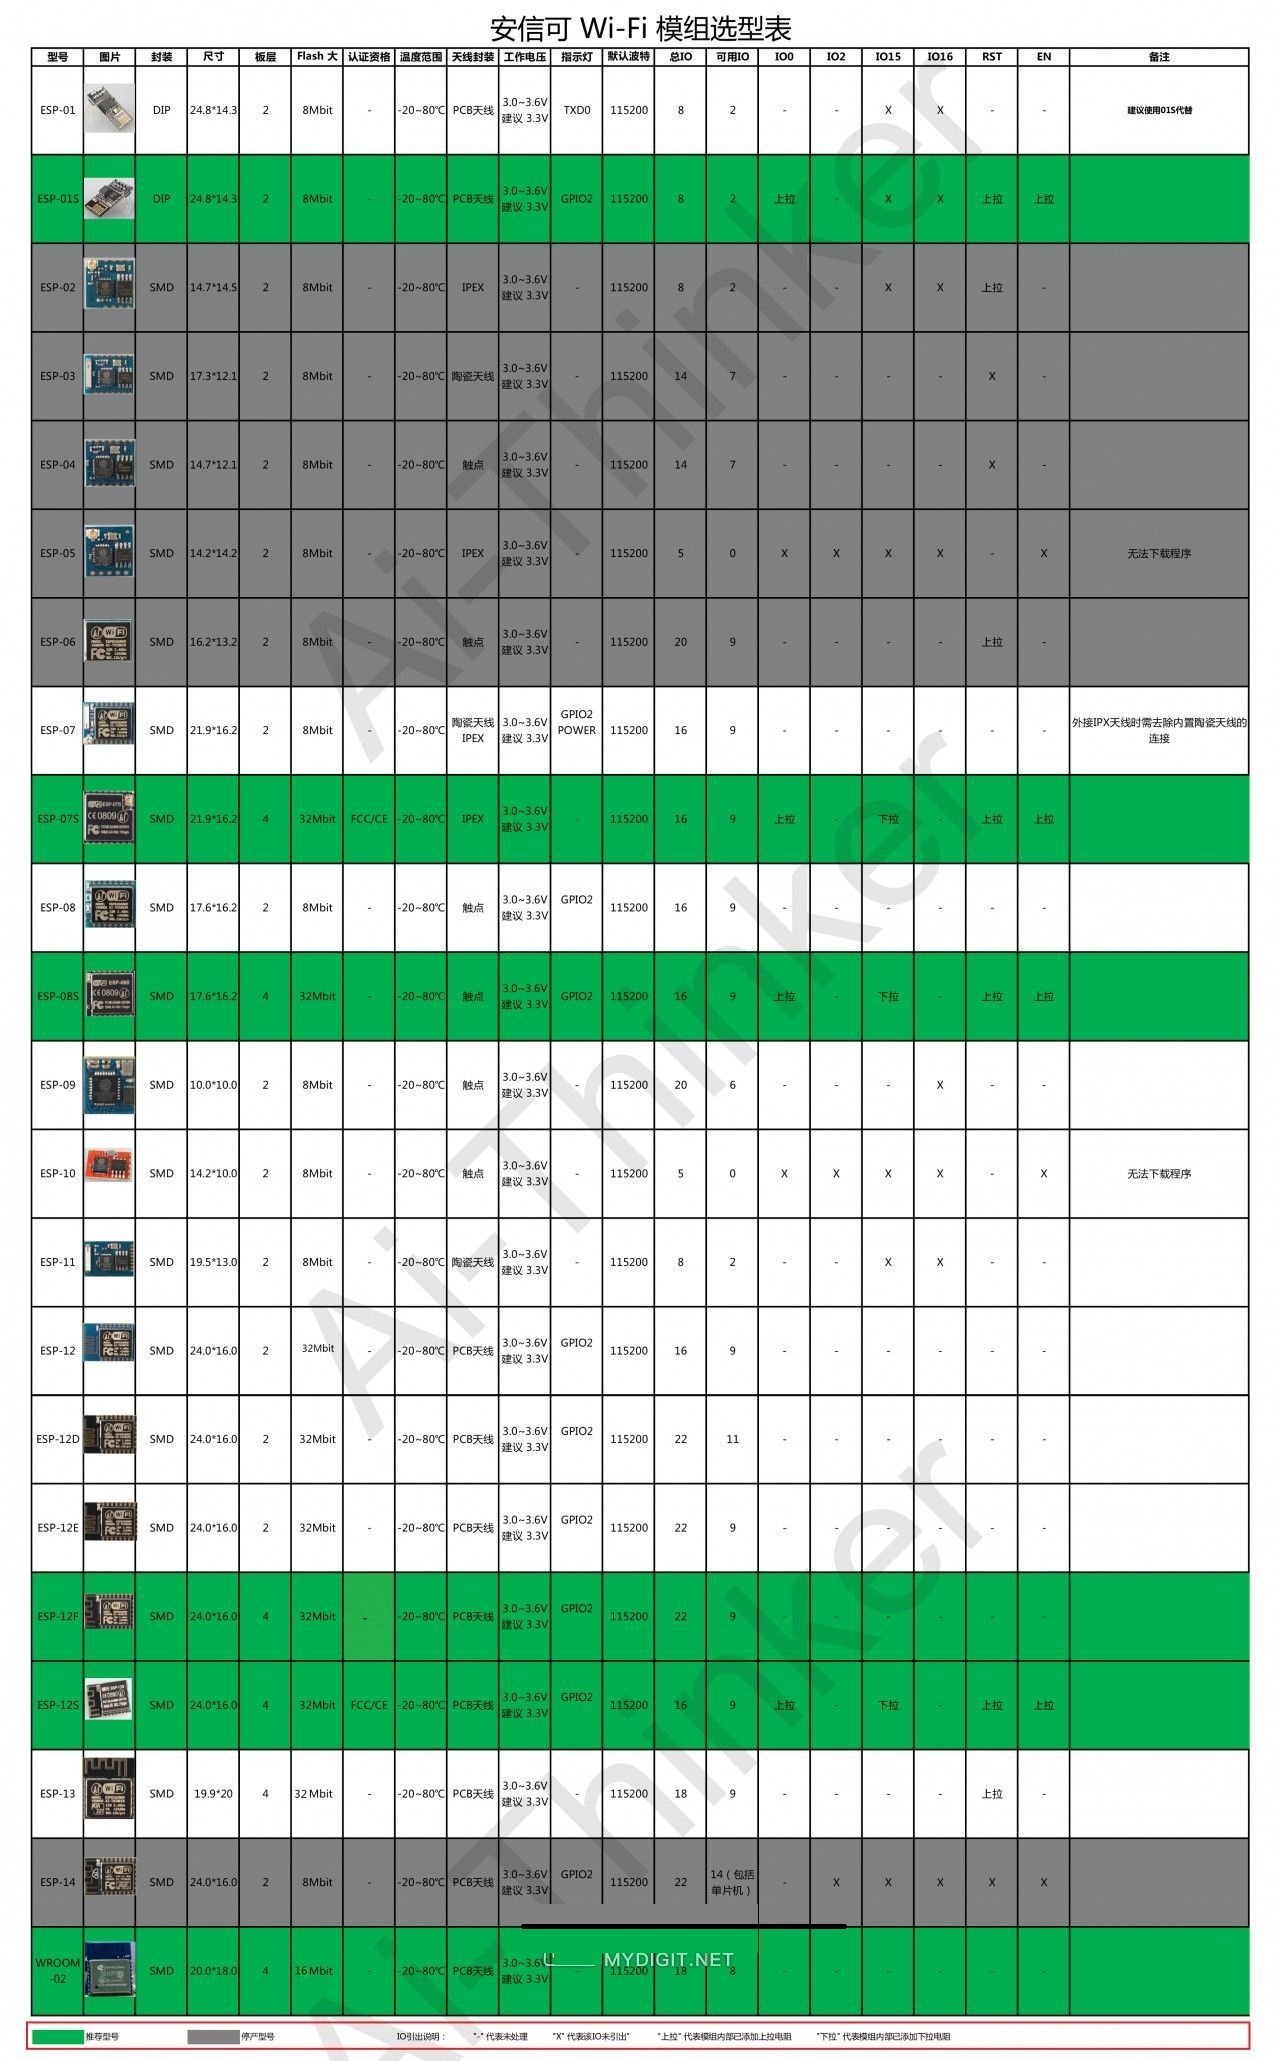 安信可 Wi-Fi 模组选型表
型号 图片 封装 尺寸 板层 Flash 大 认证资格 温度范围 天线封装 工作电压 指示灯 默认波特 总IO 可用IO IO0 IO2 IO15 IO16 RST EN 备注
ESP-01 DIP 24.8*14.3 2 8Mbit - -20~80℃ PCB天线 3.0~3.6V 建议 3.3V TXD0 115200 8 2 - - X X - - 建议使用01S代替
ESP-01S DIP 24.8*14.3 2 8Mbit - -20~80℃ PCB天线 3.0~3.6V 建议 3.3V GPIO2 115200 8 2 上拉 - X X 上拉 上拉
ESP-02 SMD 14.7*14.5 2 8Mbit - -20~80℃ IPEX 3.0~3.6V 建议 3.3V - 115200 8 2 - - X X 上拉 -
ESP-03 SMD 17.3*12.1 2 8Mbit - -20~80℃ 陶瓷天线 3.0~3.6V 建议 3.3V - 115200 14 7 - - - - X -
ESP-04 SMD 14.7*12.1 2 8Mbit - -20~80℃ 触点 3.0~3.6V 建议 3.3V - 115200 14 7 - - - - X -
ESP-05 SMD 14.2*14.2 2 8Mbit - -20~80℃ IPEX 3.0~3.6V 建议 3.3V - 115200 5 0 X X X X - X 无法下载程序
ESP-06 SMD 16.2*13.2 2 8Mbit - -20~80℃ 触点 3.0~3.6V 建议 3.3V - 115200 20 9 - - - - 上拉 -
ESP-07 SMD 21.9*16.2 2 8Mbit - -20~80℃ 陶瓷天线 IPEX 3.0~3.6V 建议 3.3V GPIO2 POWER 115200 16 9 - - - - - - 外接IPX天线时需去除内置陶瓷天线的连接
ESP-07S SMD 21.9*16.2 4 32Mbit FCC/CE -20~80℃ IPEX 3.0~3.6V 建议 3.3V - 115200 16 9 上拉 - 下拉 - 上拉 上拉
ESP-08 SMD 17.6*16.2 2 8Mbit - -20~80℃ 触点 3.0~3.6V 建议 3.3V GPIO2 115200 16 9 - - - - - -
ESP-08S SMD 17.6*16.2 4 32Mbit - -20~80℃ 触点 3.0~3.6V 建议 3.3V GPIO2 115200 16 9 上拉 - 下拉 - 上拉 上拉
ESP-09 SMD 10.0*10.0 2 8Mbit - -20~80℃ 触点 3.0~3.6V 建议 3.3V - 115200 20 6 - - - X - -
ESP-10 SMD 14.2*10.0 2 8Mbit - -20~80℃ 触点 3.0~3.6V 建议 3.3V - 115200 5 0 X X X X - X 无法下载程序
ESP-11 SMD 19.5*13.0 2 8Mbit - -20~80℃ 陶瓷天线 3.0~3.6V 建议 3.3V - 115200 8 2 - - X X - -
ESP-12 SMD 24.0*16.0 2 32Mbit - -20~80℃ PCB天线 3.0~3.6V 建议 3.3V GPIO2 115200 16 9 - - - - - -
ESP-12D SMD 24.0*16.0 2 32Mbit - -20~80℃ PCB天线 3.0~3.6V 建议 3.3V GPIO2 115200 22 11 - - - - - -
ESP-12E SMD 24.0*16.0 2 32Mbit - -20~80℃ PCB天线 3.0~3.6V 建议 3.3V GPIO2 115200 22 9 - - - - - -
ESP-12F SMD 24.0*16.0 4 32Mbit - -20~80℃ PCB天线 3.0~3.6V 建议 3.3V GPIO2 115200 22 9 - - - - - -
ESP-12S SMD 24.0*16.0 4 32Mbit FCC/CE -20~80℃ PCB天线 3.0~3.6V 建议 3.3V GPIO2 115200 16 9 上拉 - 下拉 - 上拉 上拉
ESP-13 SMD 19.9*20 4 32 Mbit - -20~80℃ PCB天线 3.0~3.6V 建议 3.3V - 115200 18 9 - - - - 上拉 -
ESP-14 SMD 24.0*16.0 2 8Mbit - -20~80℃ PCB天线 3.0~3.6V 建议 3.3V GPIO2 115200 22 14（包括单片机） - X X X X X
WROOM-02 SMD 20.0*18.0 4 16Mbit - -20~80℃ PCB天线 3.0~3.6V 建议 3.3V 115200 18 8 - - - - - -
MYDIGIT.NET
推荐型号 停产型号 IO引出说明： "-" 代表未处理 "X" 代表该IO未引出" "上拉" 代表模组内部已添加上拉电阻 "下拉" 代表模组内部已添加下拉电阻
Ai-Thinker
Ai-Thinker
Ai-Thinker